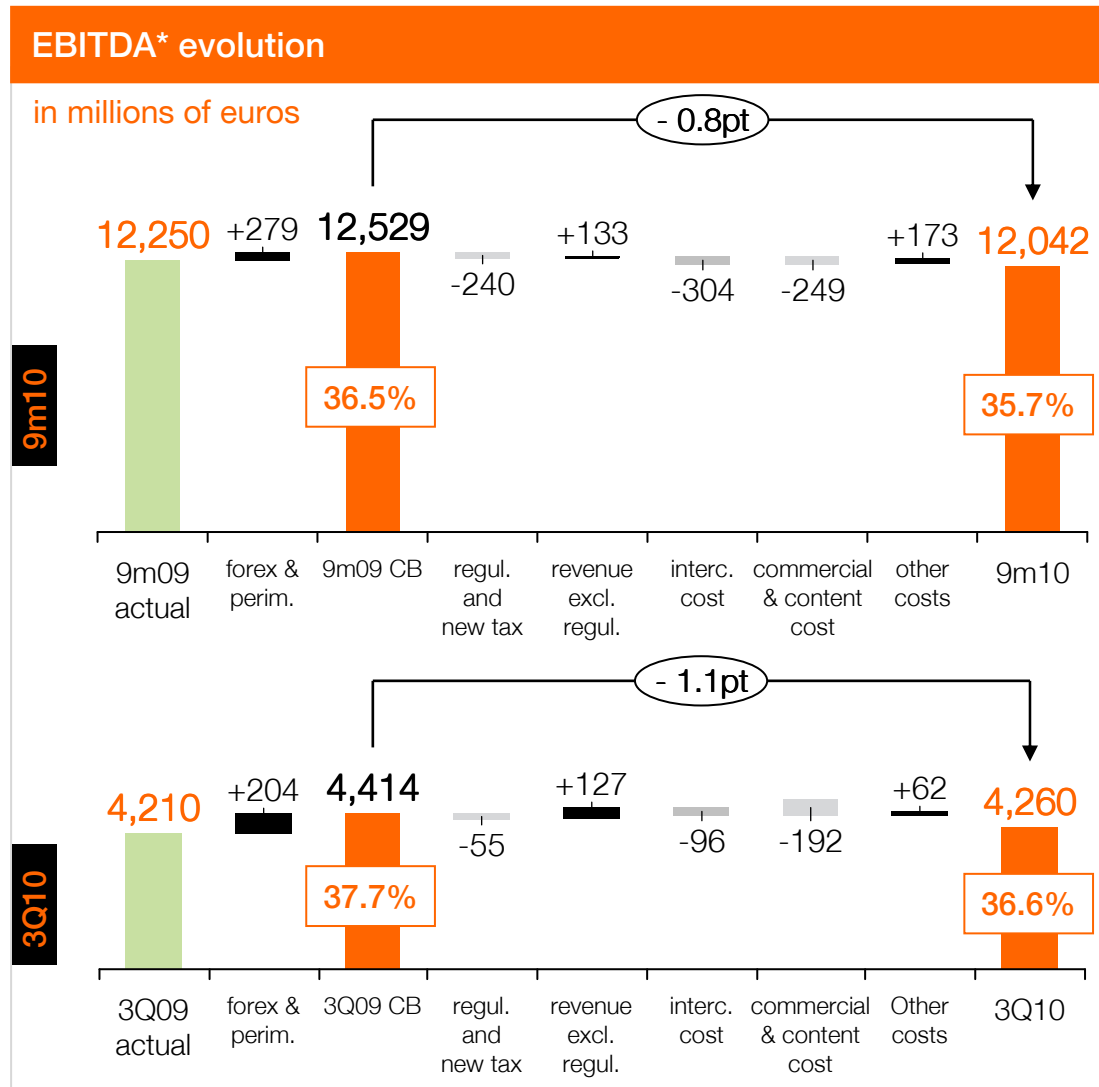 EBITDA* evolution
in millions of euros
- 0.8pt
12,250
+279
12,529
-240
+133
-304
-249
+173
12,042
36.5%
35.7%
9m10
9m09 actual
forex & perim.
9m09 CB
regul. and new tax
revenue excl. regul.
interc. cost
commercial & content cost
other costs
9m10
- 1.1pt
4,210
+204
4,414
-55
+127
-96
-192
+62
4,260
37.7%
36.6%
3Q10
3Q09 actual
forex & perim.
3Q09 CB
regul. and new tax
revenue excl. regul.
interc. cost
commercial & content cost
Other costs
3Q10